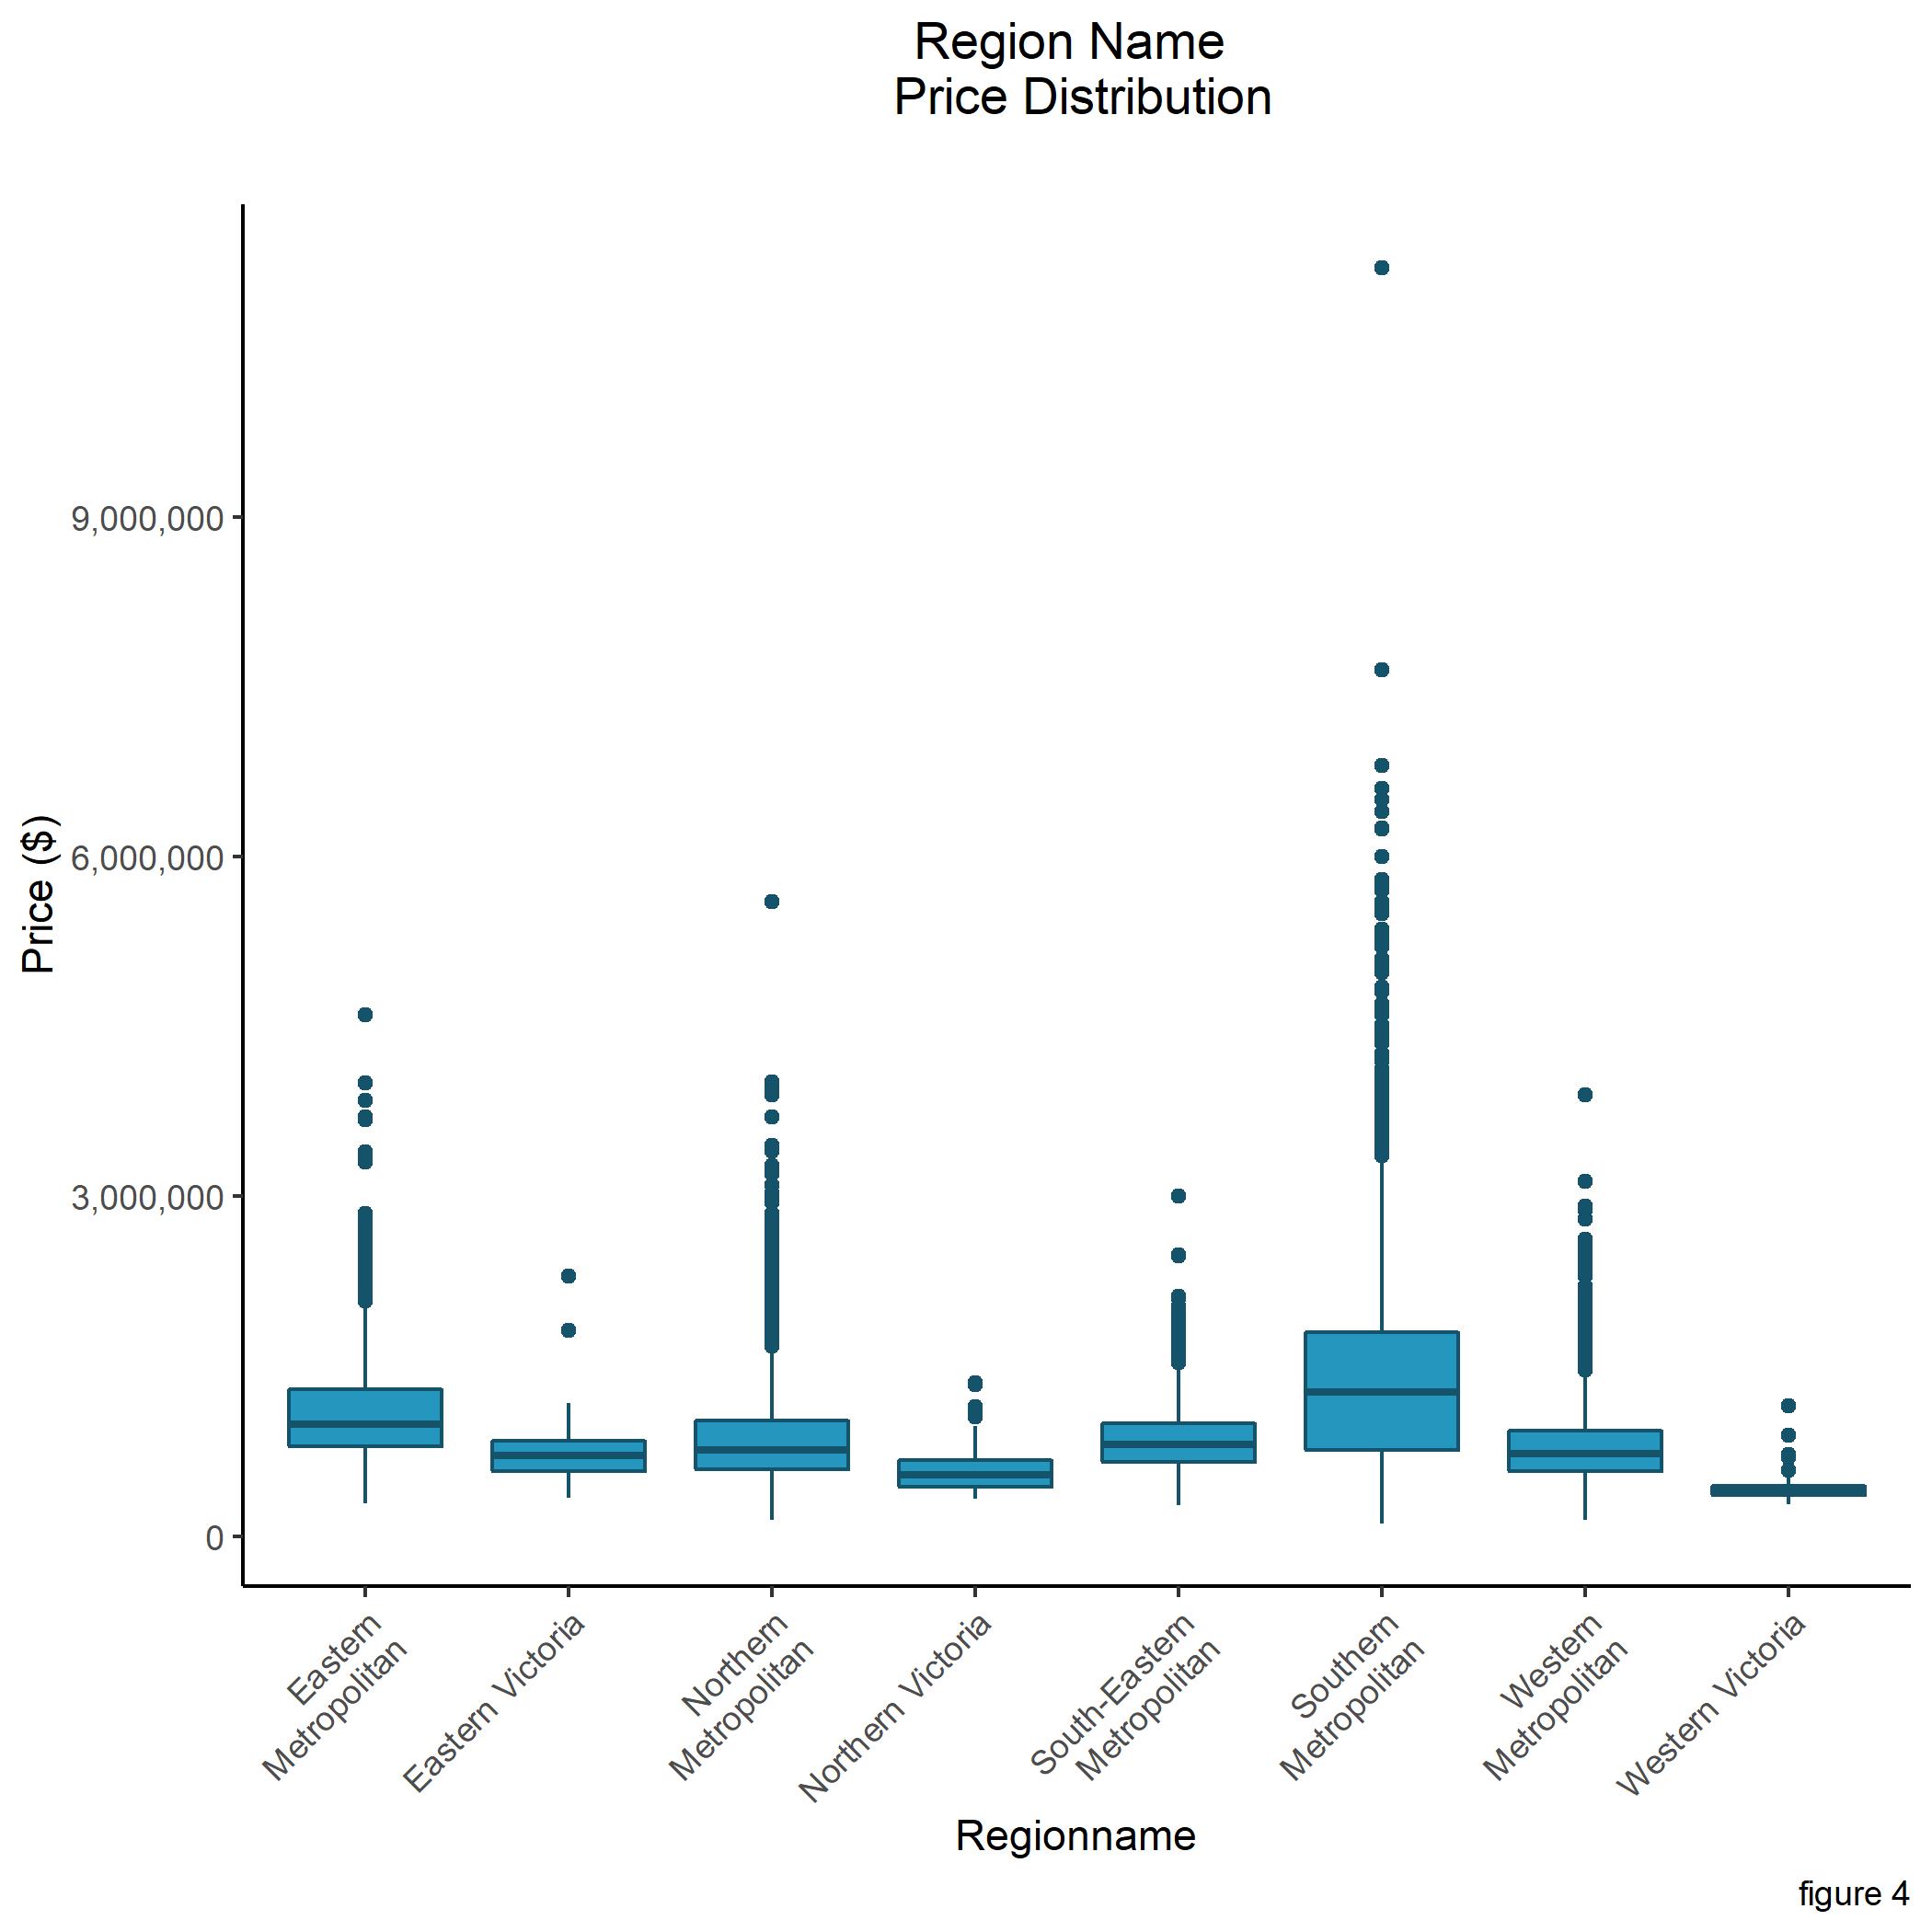 Region Name
Price Distribution
Price ($)
9,000,000
6,000,000
3,000,000
0
Eastern
Metropolitan
Eastern Victoria
Northern
Metropolitan
Northern Victoria
South-Eastern
Metropolitan
Southern
Metropolitan
Western
Metropolitan
Western Victoria
Regionname
figure 4